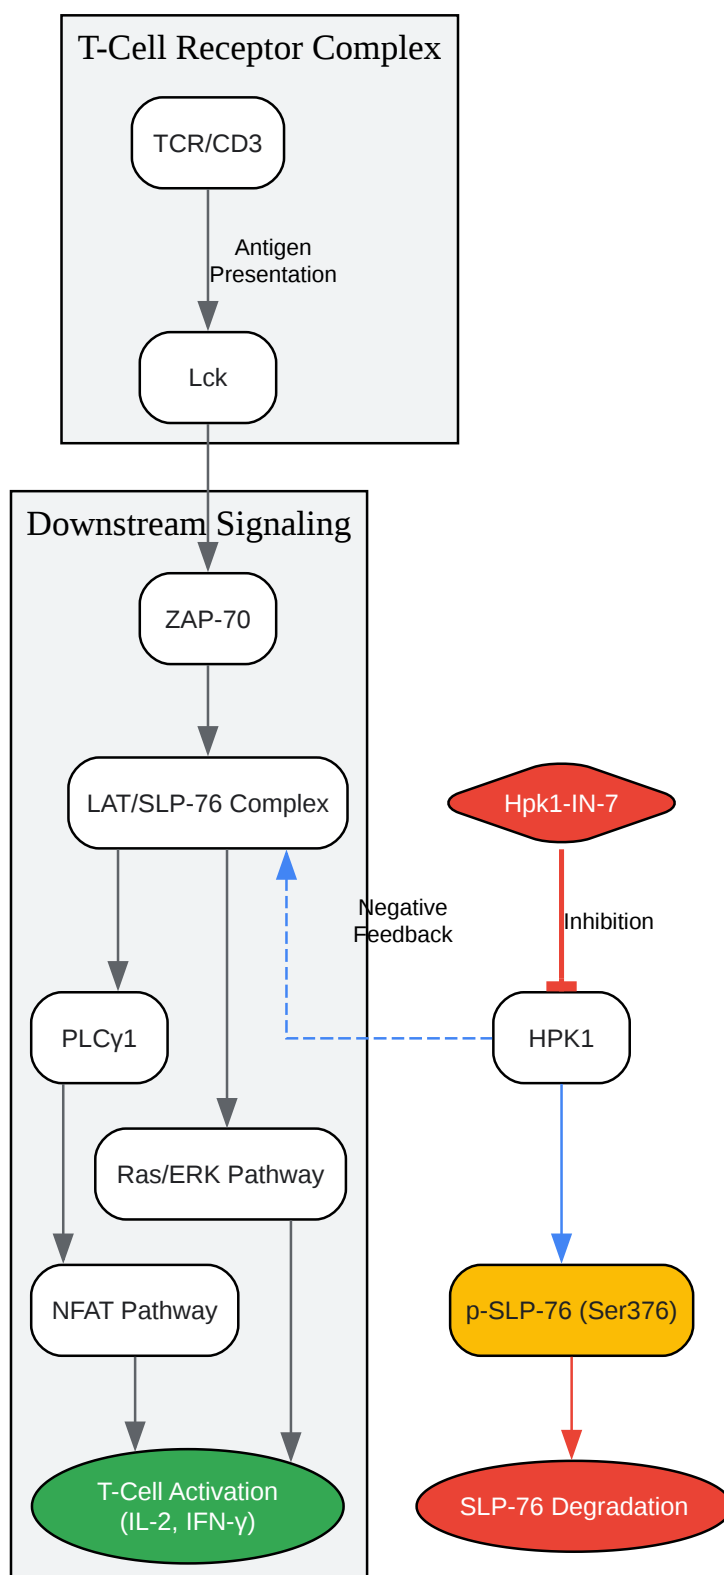 T-Cell Receptor Complex
TCR/CD3
Antigen
Presentation
Lck
Downstream Signaling
ZAP-70
LAT/SLP-76 Complex
Hpk1-IN-7
Negative
Feedback
Inhibition
PLCγ1
HPK1
Ras/ERK Pathway
NFAT Pathway
p-SLP-76 (Ser376)
T-Cell Activation
(IL-2, IFN-γ)
SLP-76 Degradation